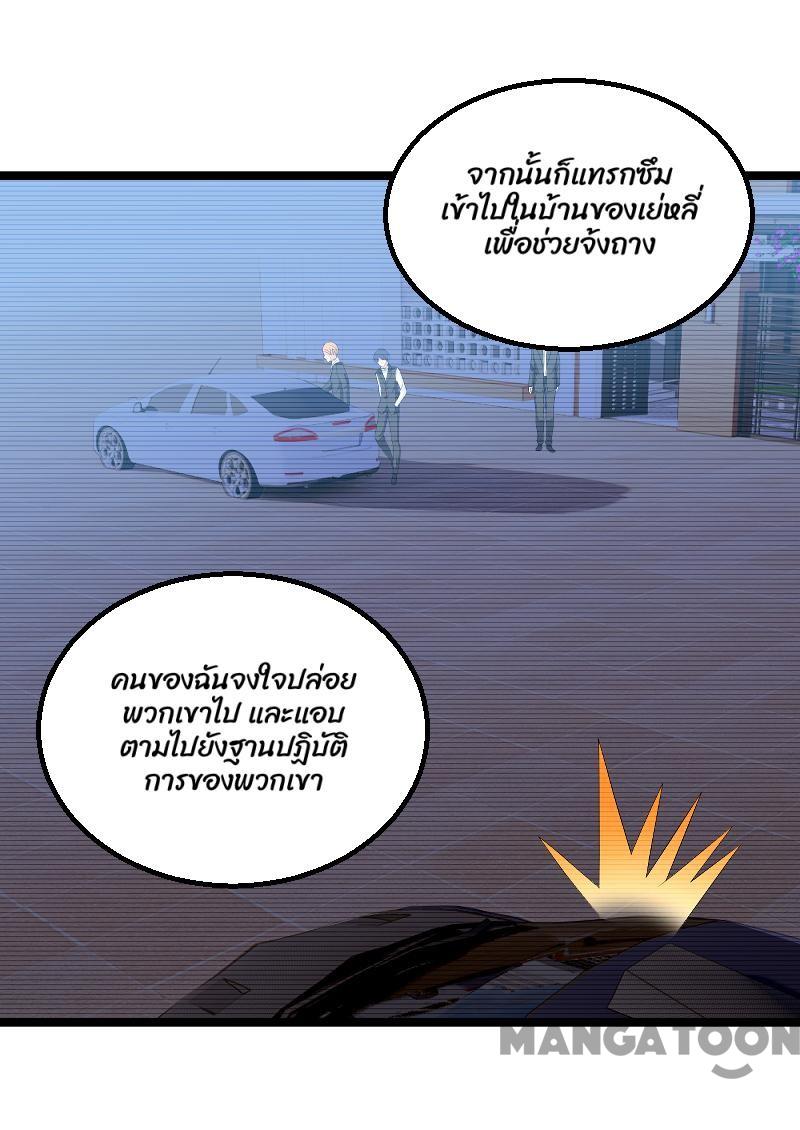 จากนั้นก็แทรกซึม
เข้าไปในบ้านของเย่หลี่
เพื่อช่วยจ้งถาง
คนของฉันจงใจปล่อย
พวกเขาไป และแอบ
ตามไปยังฐานปฏิบัติ
การของพวกเขา
MANGATOON